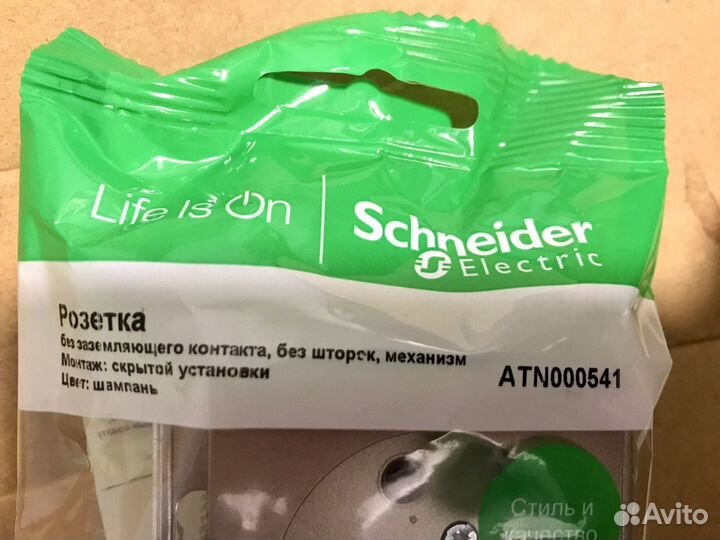 Life Is On
Schneider
Electric
Розетка
без заземляющего контакта, без шторок, механизм
Монтаж: скрытой установки
Цвет: шампань
ATN000541
Стиль и
качество
Avito